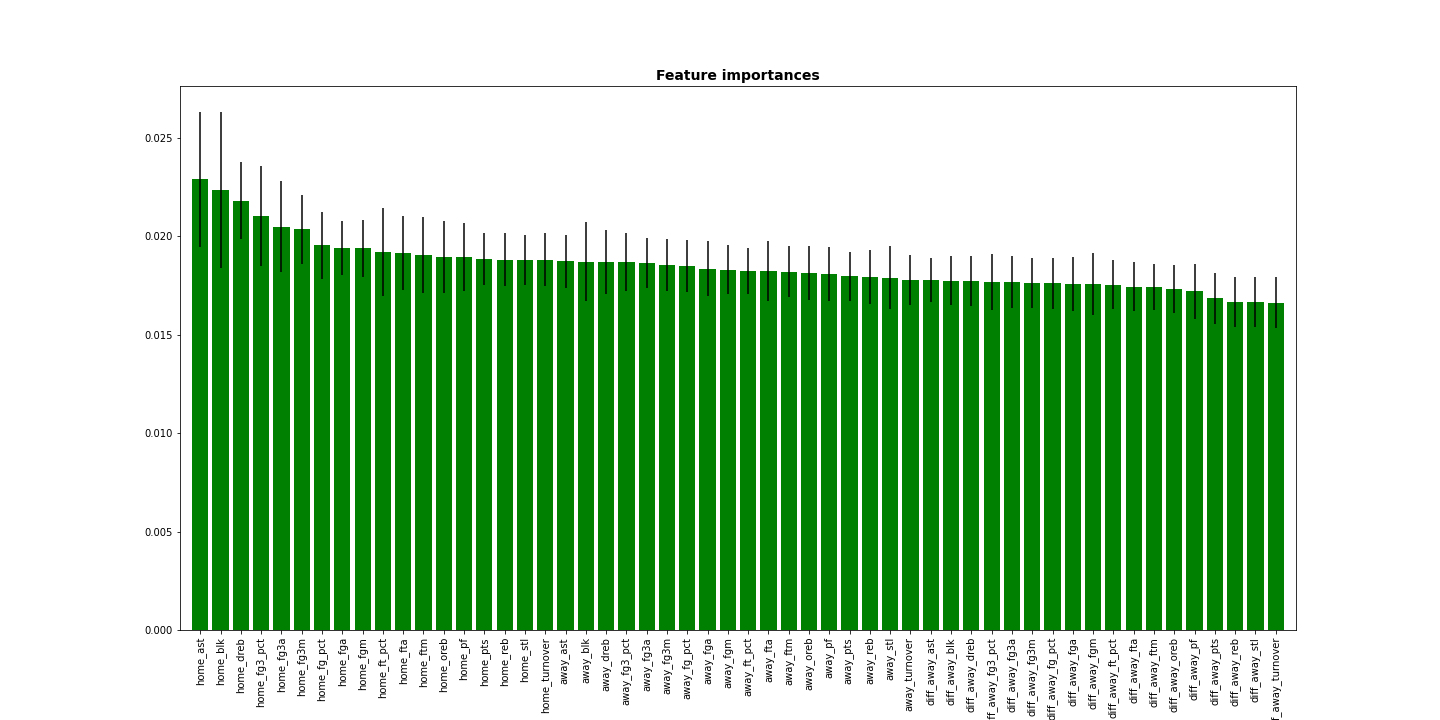 Feature importances
0.025
0.020
0.015
0.010
0.005
0.000
home_ast
home_blk
home_dreb
home_fg3_pct
home_fg3a
home_fg3m
home_fg_pct
home_fga
home_fgm
home_ft_pct
home_fta
home_ftm
home_oreb
home_pf
home_pts
home_reb
home_stl
home_turnover
away_ast
away_blk
away_dreb
away_fg3_pct
away_fg3a
away_fg3m
away_fg_pct
away_fga
away_fgm
away_ft_pct
away_fta
away_ftm
away_oreb
away_pf
away_pts
away_reb
away_stl
away_turnover
diff_away_ast
diff_away_blk
diff_away_dreb
ff_away_fg3_pct
diff_away_fg3a
diff_away_fg3m
diff_away_fg_pct
diff_away_fga
diff_away_fgm
diff_away_ft_pct
diff_away_fta
diff_away_ftm
diff_away_oreb
diff_away_pf
diff_away_pts
diff_away_reb
diff_away_stl
f_away_turnover